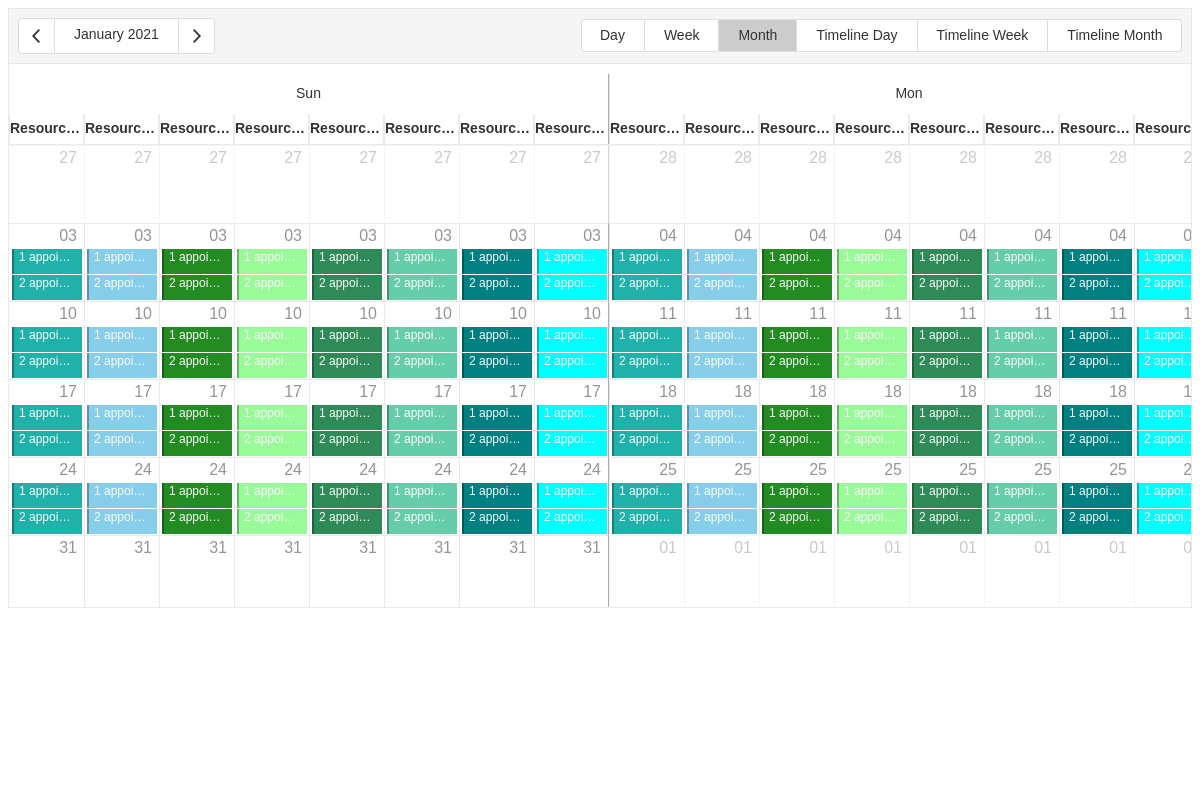 January 2021 Day Week Month Timeline Day Timeline Week Timeline Month
Sun Mon
Resourc… Resourc… Resourc… Resourc… Resourc… Resourc… Resourc… Resourc… Resourc… Resourc… Resourc… Resourc… Resourc… Resourc… Resourc… Resourc
27 27 27 27 27 27 27 27 28 28 28 28 28 28 28 2
03 03 03 03 03 03 03 03 04 04 04 04 04 04 04 0
1 appoi… 1 appoi… 1 appoi… 1 appoi… 1 appoi… 1 appoi… 1 appoi… 1 appoi… 1 appoi… 1 appoi… 1 appoi… 1 appoi… 1 appoi… 1 appoi… 1 appoi… 1 appoi
2 appoi… 2 appoi… 2 appoi… 2 appoi… 2 appoi… 2 appoi… 2 appoi… 2 appoi… 2 appoi… 2 appoi… 2 appoi… 2 appoi… 2 appoi… 2 appoi… 2 appoi… 2 appoi
10 10 10 10 10 10 10 10 11 11 11 11 11 11 11 1
1 appoi… 1 appoi… 1 appoi… 1 appoi… 1 appoi… 1 appoi… 1 appoi… 1 appoi… 1 appoi… 1 appoi… 1 appoi… 1 appoi… 1 appoi… 1 appoi… 1 appoi… 1 appoi
2 appoi… 2 appoi… 2 appoi… 2 appoi… 2 appoi… 2 appoi… 2 appoi… 2 appoi… 2 appoi… 2 appoi… 2 appoi… 2 appoi… 2 appoi… 2 appoi… 2 appoi… 2 appoi
17 17 17 17 17 17 17 17 18 18 18 18 18 18 18 1
1 appoi… 1 appoi… 1 appoi… 1 appoi… 1 appoi… 1 appoi… 1 appoi… 1 appoi… 1 appoi… 1 appoi… 1 appoi… 1 appoi… 1 appoi… 1 appoi… 1 appoi… 1 appoi
2 appoi… 2 appoi… 2 appoi… 2 appoi… 2 appoi… 2 appoi… 2 appoi… 2 appoi… 2 appoi… 2 appoi… 2 appoi… 2 appoi… 2 appoi… 2 appoi… 2 appoi… 2 appoi
24 24 24 24 24 24 24 24 25 25 25 25 25 25 25 2
1 appoi… 1 appoi… 1 appoi… 1 appoi… 1 appoi… 1 appoi… 1 appoi… 1 appoi… 1 appoi… 1 appoi… 1 appoi… 1 appoi… 1 appoi… 1 appoi… 1 appoi… 1 appoi
2 appoi… 2 appoi… 2 appoi… 2 appoi… 2 appoi… 2 appoi… 2 appoi… 2 appoi… 2 appoi… 2 appoi… 2 appoi… 2 appoi… 2 appoi… 2 appoi… 2 appoi… 2 appoi
31 31 31 31 31 31 31 31 01 01 01 01 01 01 01 0